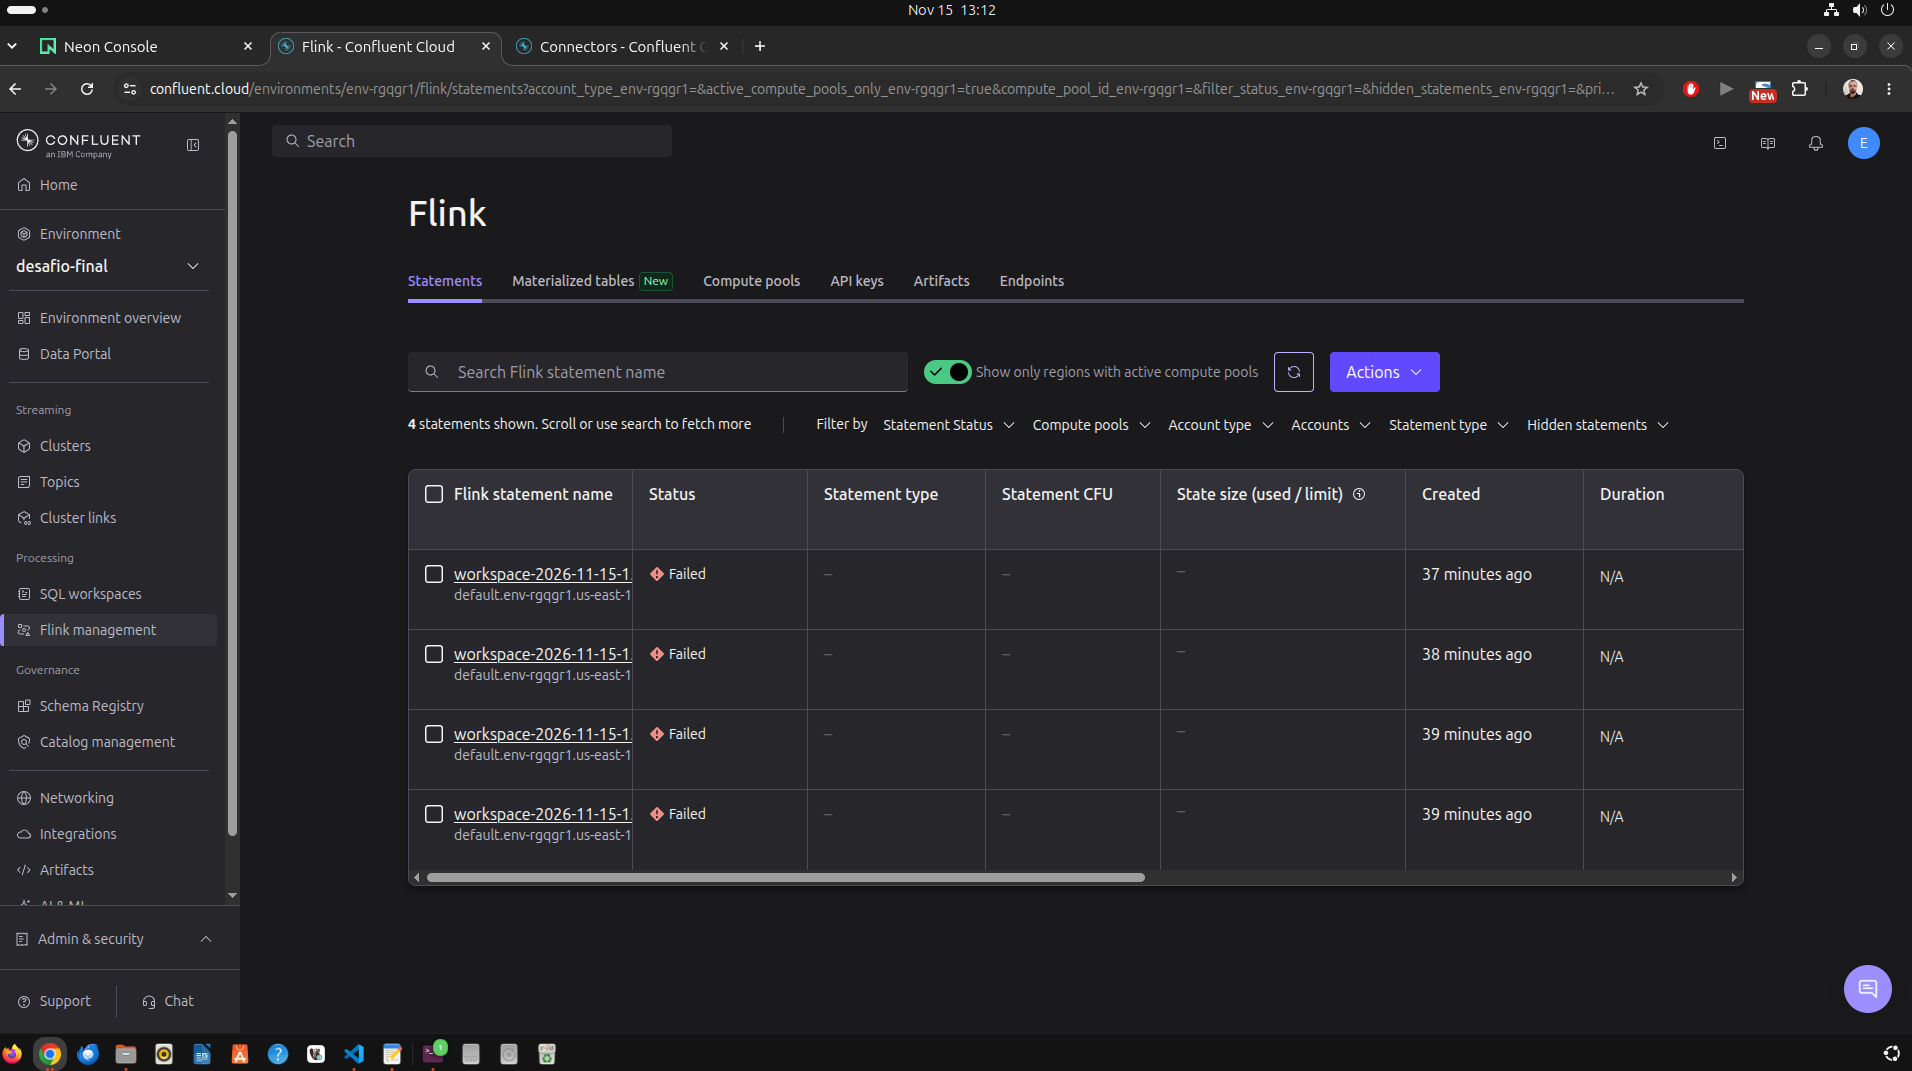 Nov 15 13:12
Neon Console
Flink - Confluent Cloud
Connectors - Confluent C
confluent.cloud/environments/env-rgqgr1/flink/statements?account_type_env-rgqgr1=&active_compute_pools_only_env-rgqgr1=true&compute_pool_id_env-rgqgr1=&filter_status_env-rgqgr1=&hidden_statements_env-rgqgr1=&pri...
New
CONFLUENT
an IBM Company
Search
E
Home
Environment
desafio-final
Environment overview
Data Portal
Streaming
Clusters
Topics
Cluster links
Processing
SQL workspaces
Flink management
Governance
Schema Registry
Catalog management
Networking
Integrations
Artifacts
AI & ML
Admin & security
Support
Chat
Flink
Statements
Materialized tables New
Compute pools
API keys
Artifacts
Endpoints
Search Flink statement name
Show only regions with active compute pools
Actions
4 statements shown. Scroll or use search to fetch more
Filter by
Statement Status
Compute pools
Account type
Accounts
Statement type
Hidden statements
Flink statement name Status Statement type Statement CFU State size (used / limit) Created Duration
workspace-2026-11-15-1 Failed – – – 37 minutes ago N/A
default.env-rgqgr1.us-east-1
workspace-2026-11-15-1 Failed – – – 38 minutes ago N/A
default.env-rgqgr1.us-east-1
workspace-2026-11-15-1 Failed – – – 39 minutes ago N/A
default.env-rgqgr1.us-east-1
workspace-2026-11-15-1 Failed – – – 39 minutes ago N/A
default.env-rgqgr1.us-east-1
1